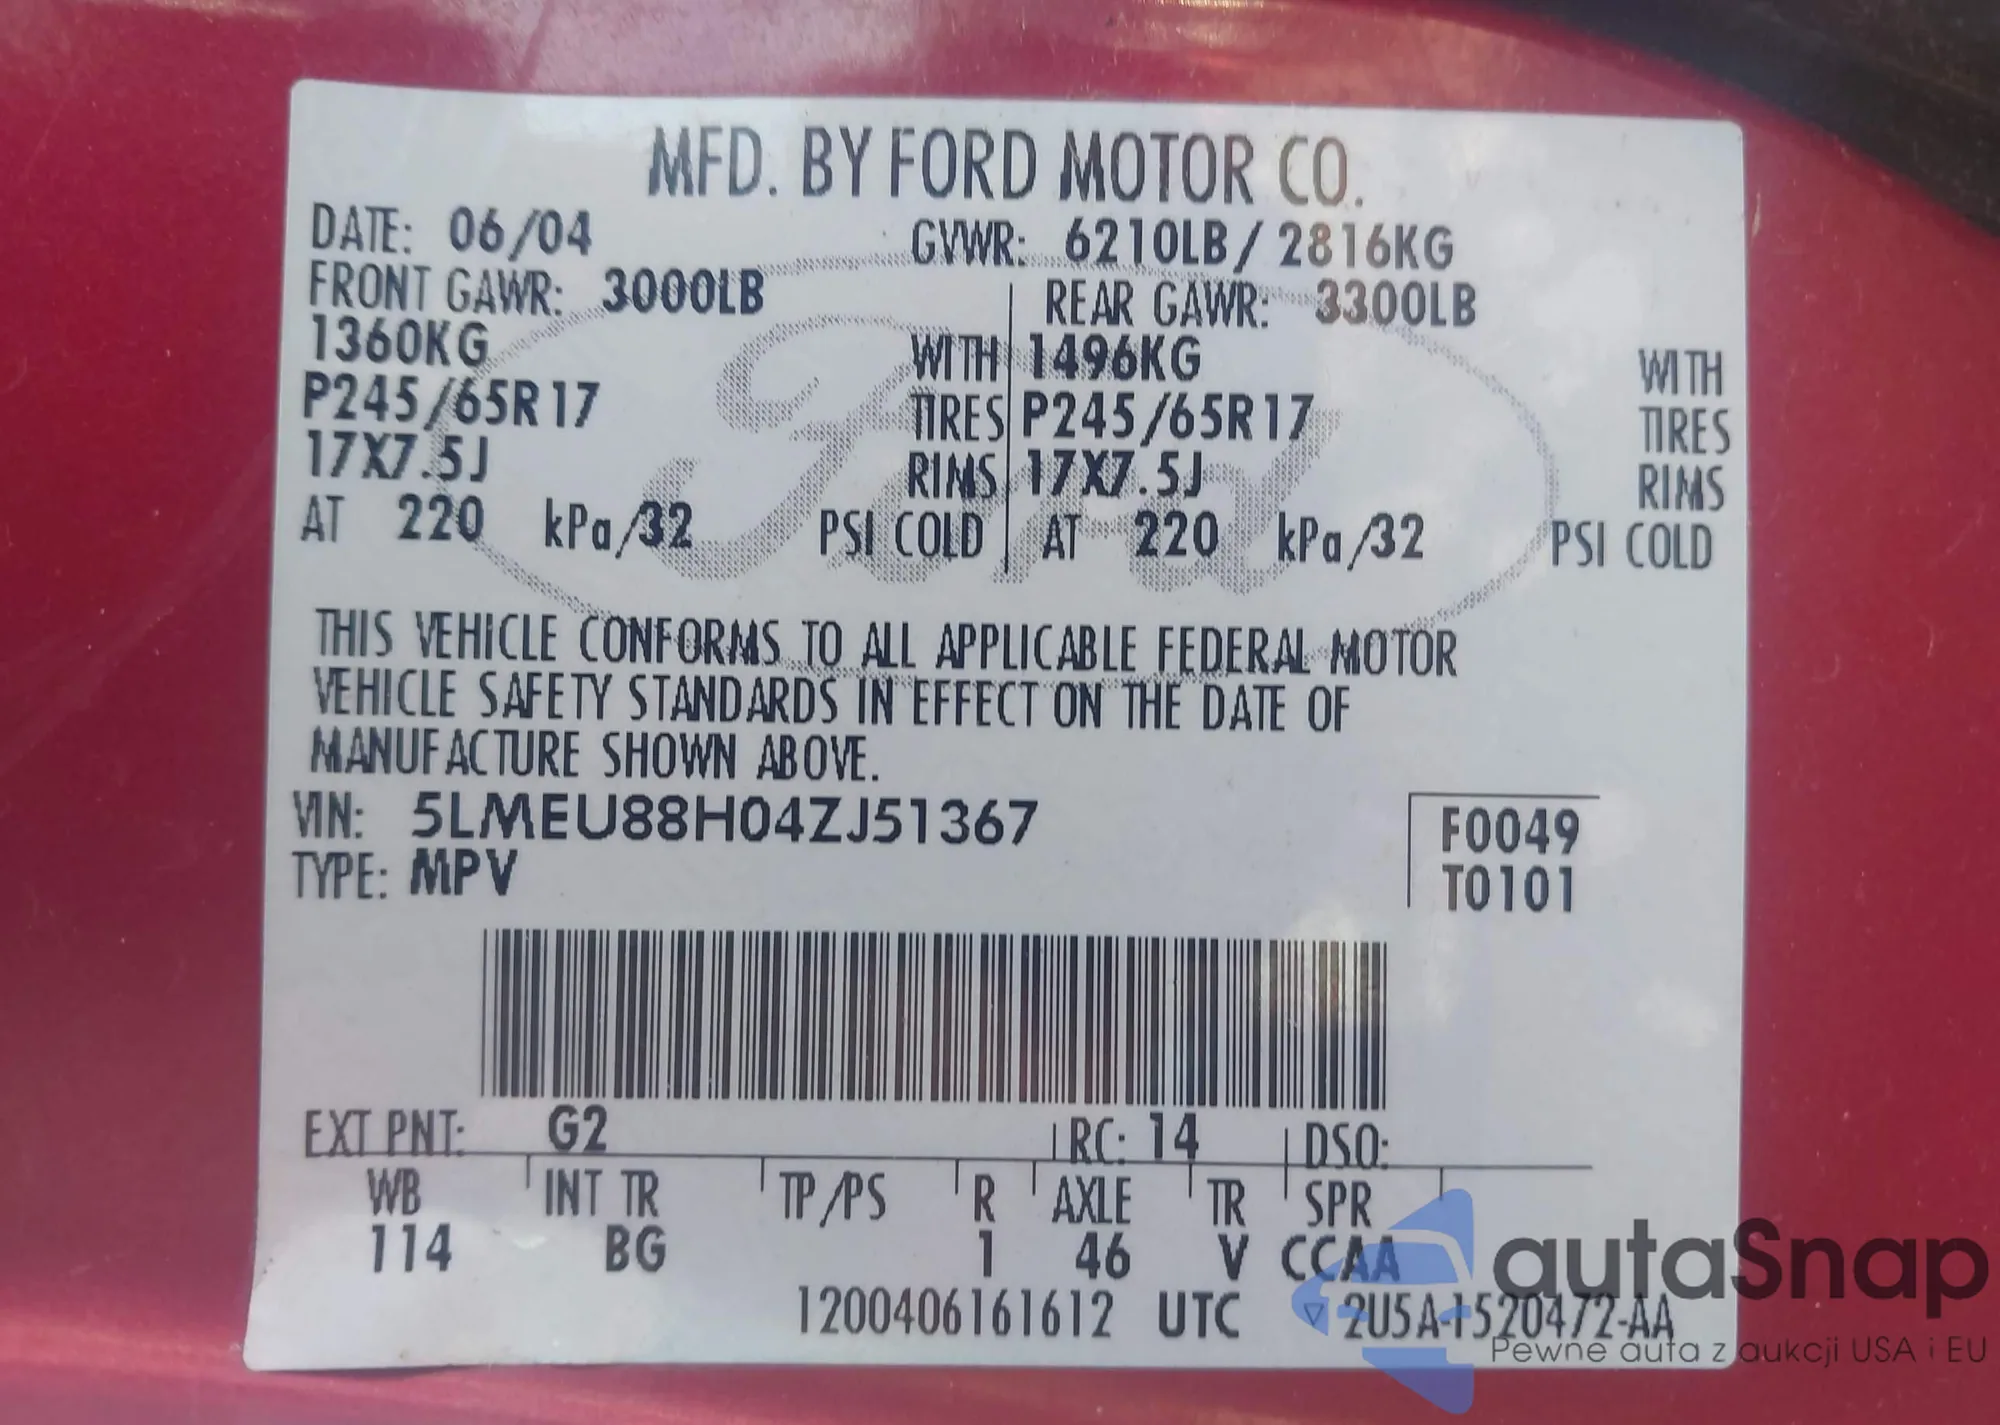 MFD. BY FORD MOTOR CO.
DATE: 06/04 GVWR: 6210LB/ 2816KG
FRONT GAWR: 3000LB REAR GAWR: 3300LB
1360KG WITH 1496KG WITH
P245/65R17 TIRES P245/65R17 TIRES
17X7.5J RIMS 17X7.5J RIMS
AT 220 kPa/32 PSI COLD AT 220 kPa/32 PSI COLD
Ford
THIS VEHICLE CONFORMS TO ALL APPLICABLE FEDERAL MOTOR
VEHICLE SAFETY STANDARDS IN EFFECT ON THE DATE OF
MANUFACTURE SHOWN ABOVE.
VIN: 5LMEU88H04ZJ51367 F0049
TYPE: MPV T0101
EXT PNT: G2 RC: 14 DSO:
WB INT TR TP/PS R AXLE TR SPR
114 BG 1 46 V CCAA
1200406161612 UTC ▽ 2U5A-1520472-AA
autaSnap
Pewne auta z aukcji USA i EU